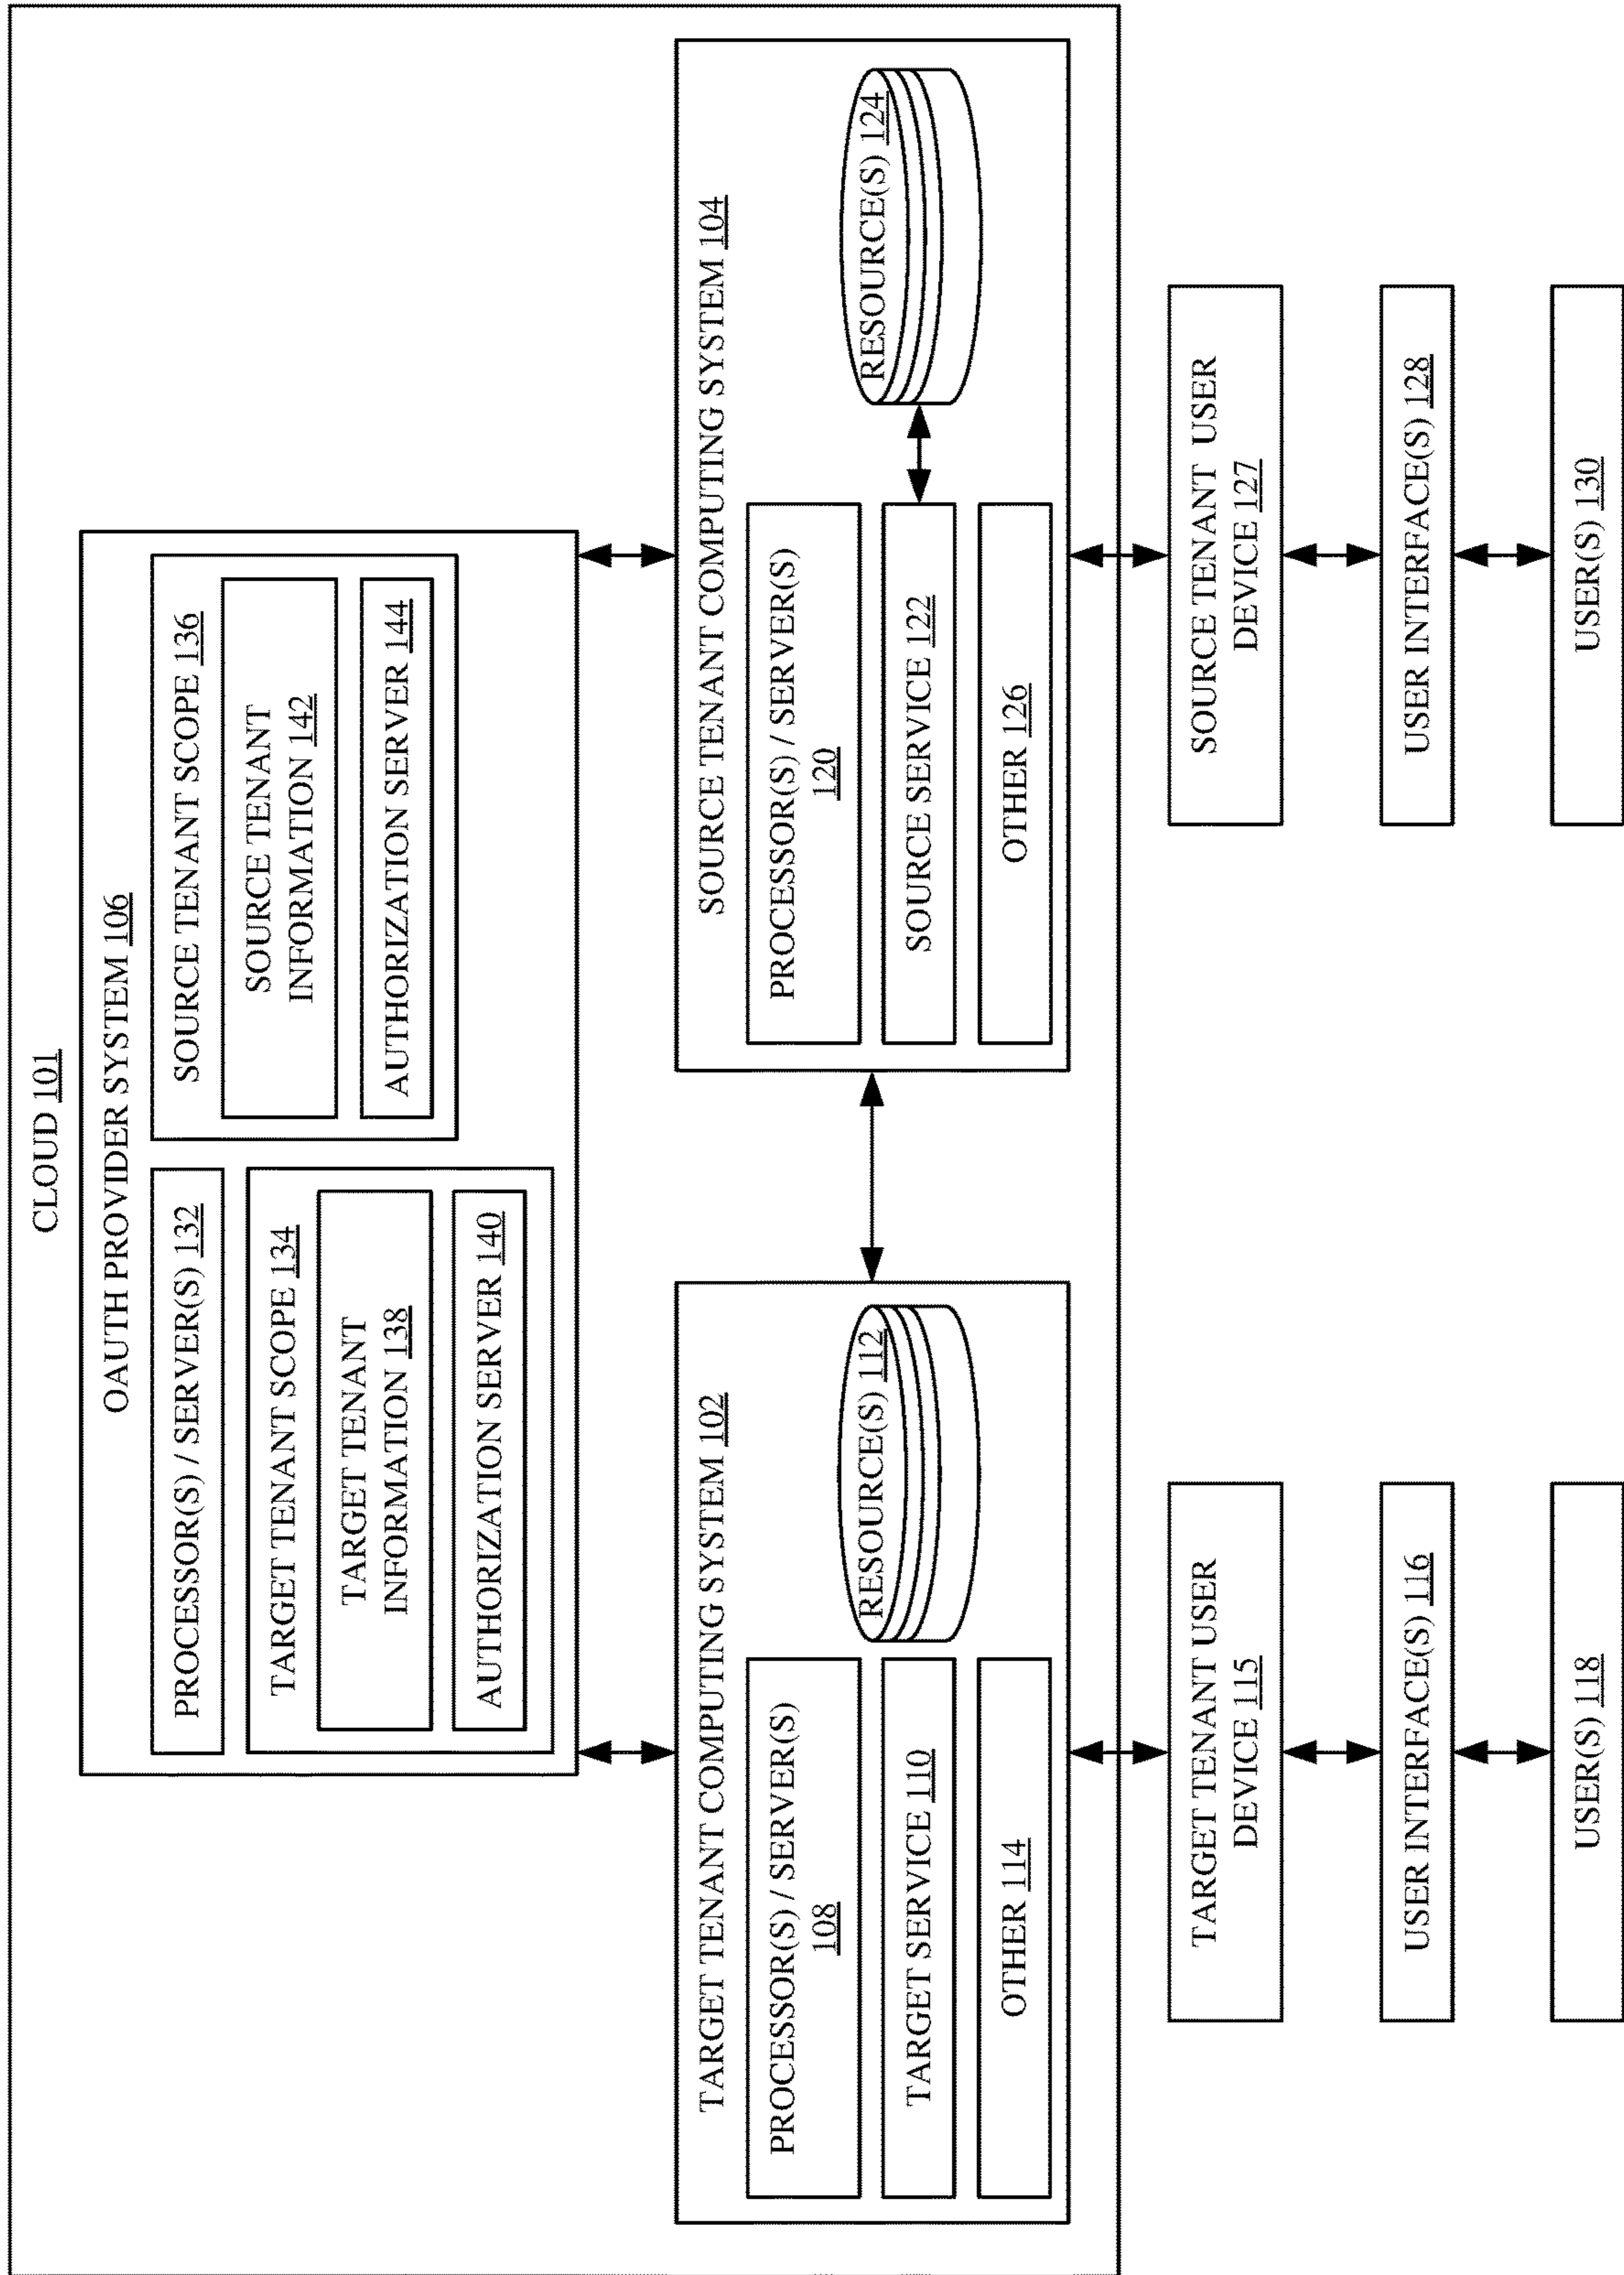 CLOUD 101
OAUTH PROVIDER SYSTEM 106
PROCESSOR(S) / SERVER(S) 132
TARGET TENANT SCOPE 134
TARGET TENANT
INFORMATION 138
AUTHORIZATION SERVER 140
SOURCE TENANT SCOPE 136
SOURCE TENANT
INFORMATION 142
AUTHORIZATION SERVER 144
TARGET TENANT COMPUTING SYSTEM 102
PROCESSOR(S) / SERVER(S)
108
TARGET SERVICE 110
OTHER 114
RESOURCE(S) 112
SOURCE TENANT COMPUTING SYSTEM 104
PROCESSOR(S) / SERVER(S)
120
SOURCE SERVICE 122
OTHER 126
RESOURCE(S) 124
TARGET TENANT USER
DEVICE 115
USER INTERFACE(S) 116
USER(S) 118
SOURCE TENANT USER
DEVICE 127
USER INTERFACE(S) 128
USER(S) 130